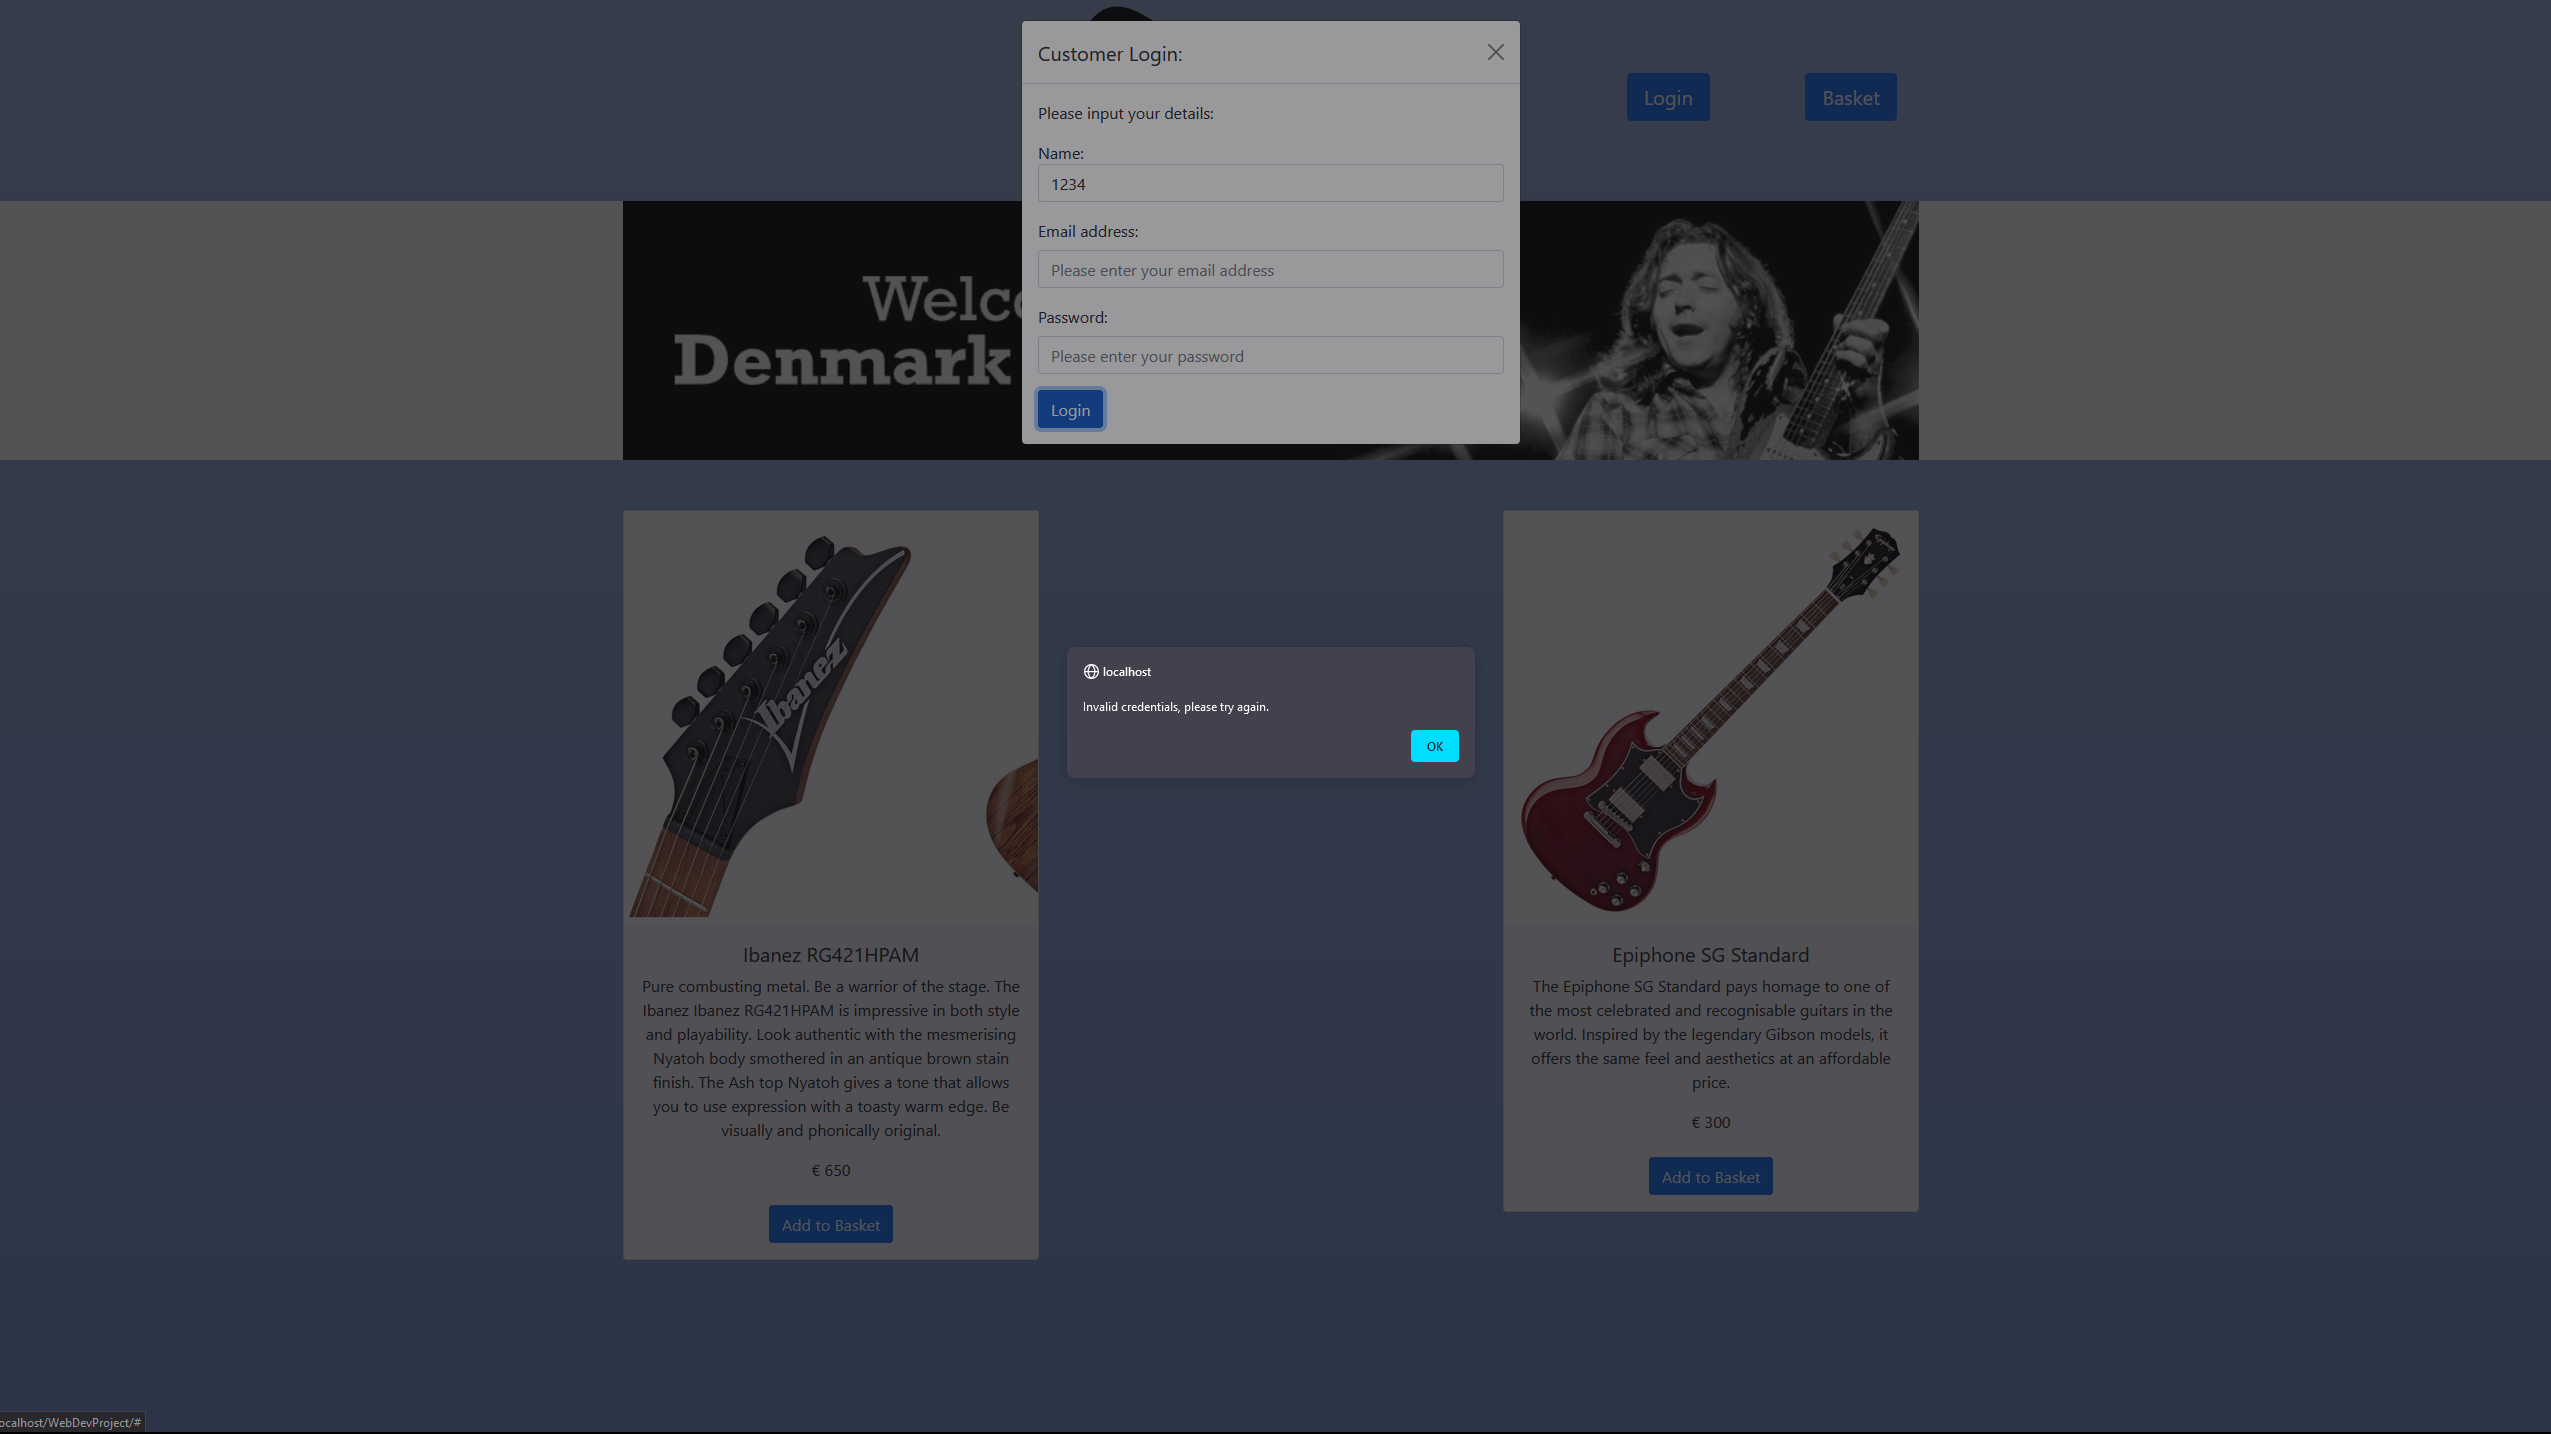 Customer Login:
Login
Basket
Please input your details:
Name:
1234
Email address:
Please enter your email address
Password:
Please enter your password
Login
Welco
Denmark
Ibanez
Epiphone
localhost
Invalid credentials, please try again.
OK
Ibanez RG421HPAM
Pure combusting metal. Be a warrior of the stage. The
Ibanez Ibanez RG421HPAM is impressive in both style
and playability. Look authentic with the mesmerising
Nyatoh body smothered in an antique brown stain
finish. The Ash top Nyatoh gives a tone that allows
you to use expression with a toasty warm edge. Be
visually and phonically original.
€ 650
Add to Basket
Epiphone SG Standard
The Epiphone SG Standard pays homage to one of
the most celebrated and recognisable guitars in the
world. Inspired by the legendary Gibson models, it
offers the same feel and aesthetics at an affordable
price.
€ 300
Add to Basket
ocalhost/WebDevProject/#